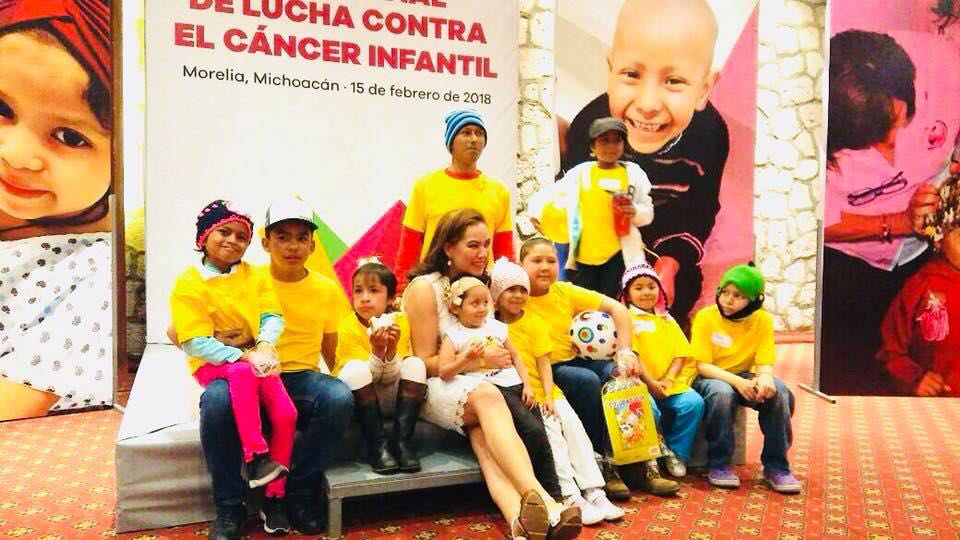 DE LUCHA CONTRA
EL CÁNCER INFANTIL
Morelia, Michoacán · 15 de febrero de 2018